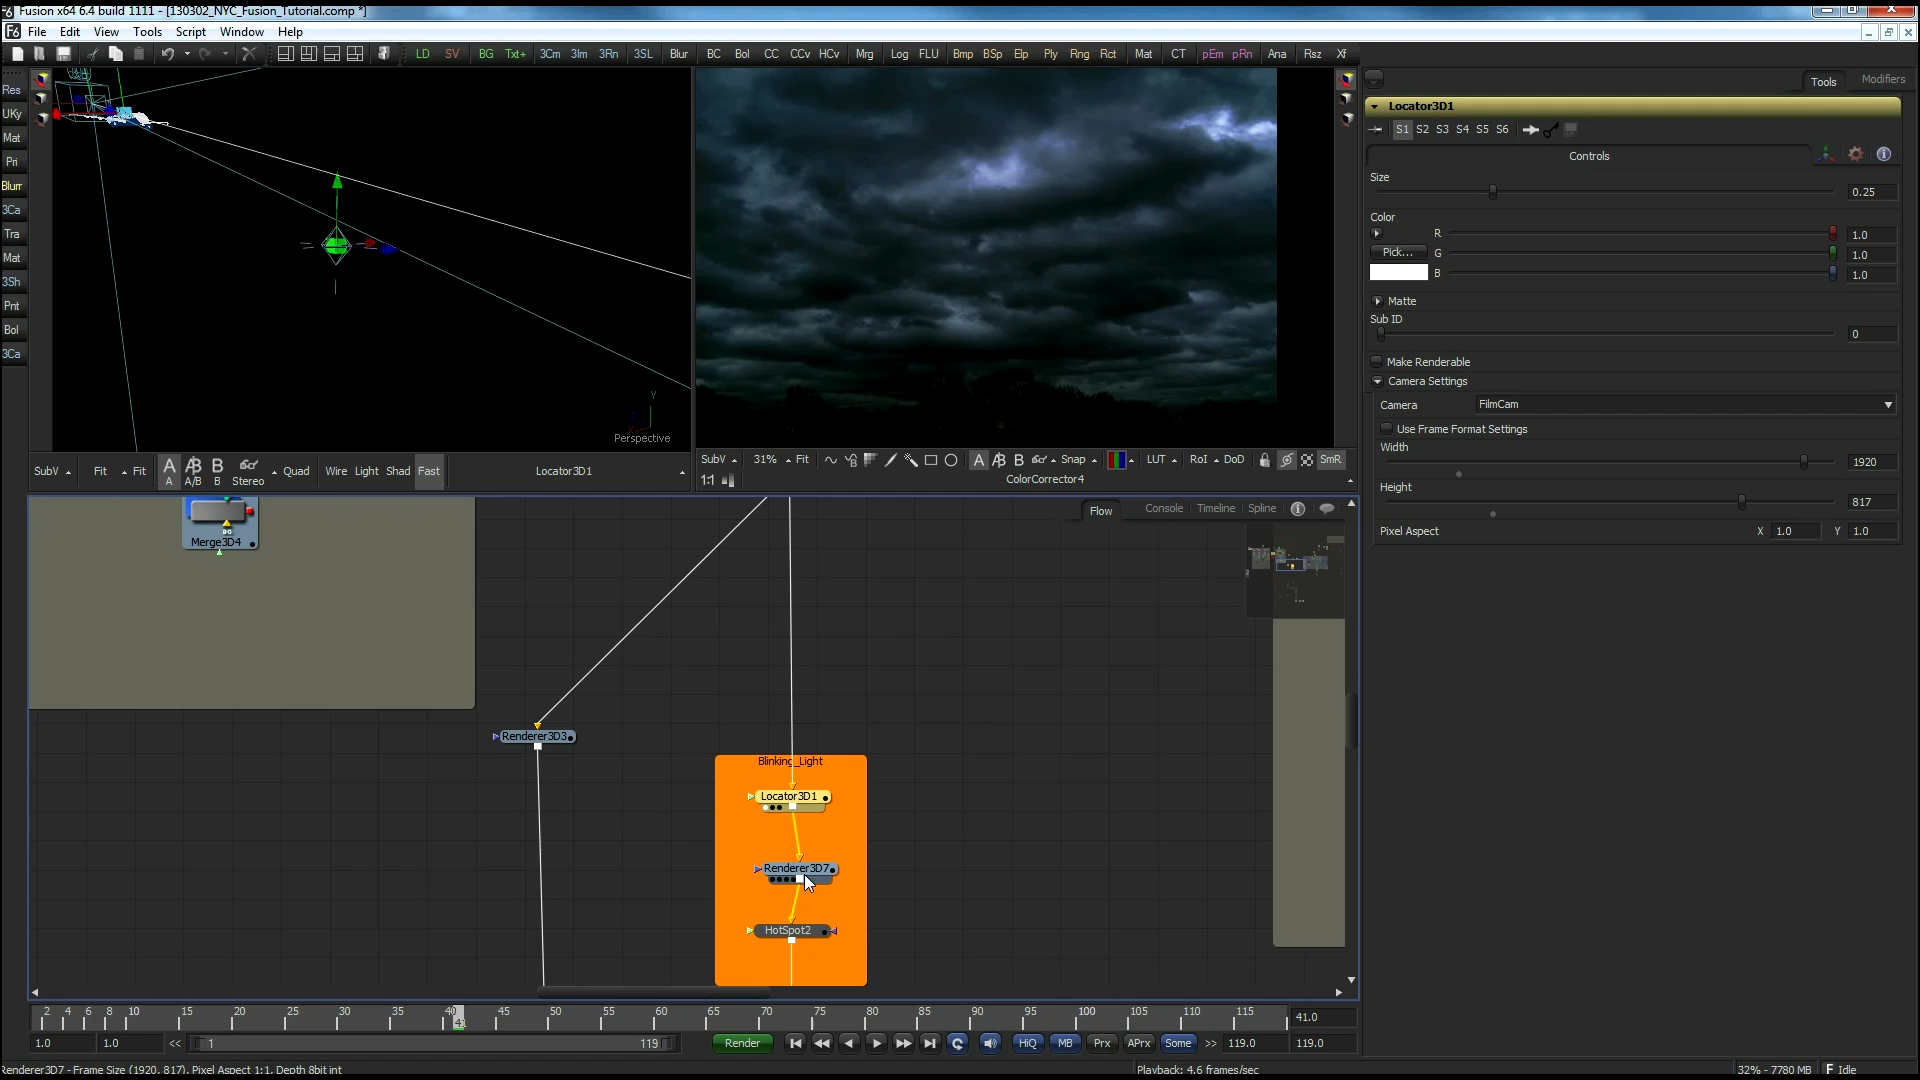 Fusion x64 6.4 build 1111 - [130302_NYC_Fusion_Tutorial.comp *]
File Edit View Tools Script Window Help
LD SV BG Txt+ 3Cm 3Im 3Rn 3SL Blur BC Bol CC CCv HCv Mrg Log FLU Bmp BSp Elp Ply Rng Rct Mat CT pEm pRn Ana Rsz Xf
Res
UKy
Mat
Pri
Blurr
3Ca
Tra
Mat
3Sh
Pnt
Bol
3Ca
Y
Perspective
SubV Fit Fit A A A/B A/B B B Stereo Quad Wire Light Shad Fast Locator3D1
SubV 31% Fit A A/B B Snap LUT RoI DoD SmR
1:1 ColorCorrector4
Tools Modifiers
Locator3D1
S1 S2 S3 S4 S5 S6
Controls
Size
0.25
Color
R 1.0
Pick... G 1.0
B 1.0
Matte
Sub ID
0
Make Renderable
Camera Settings
Camera FilmCam
Use Frame Format Settings
Width
1920
Height
817
Pixel Aspect X 1.0 Y 1.0
Flow Console Timeline Spline
BG
Merge3D4
Renderer3D3
Blinking_Light
Locator3D1
Renderer3D7
HotSpot2
2 4 6 8 10 15 20 25 30 35 40 45 50 55 60 65 70 75 80 85 90 95 100 105 110 115
41
41.0
1.0 1.0 << 1 119 Render HiQ MB Prx APrx Some >> 119.0 119.0
Renderer3D7 - Frame Size (1920, 817), Pixel Aspect 1:1, Depth 8bit int
Playback: 4.6 frames/sec
32% - 7780 MB Idle